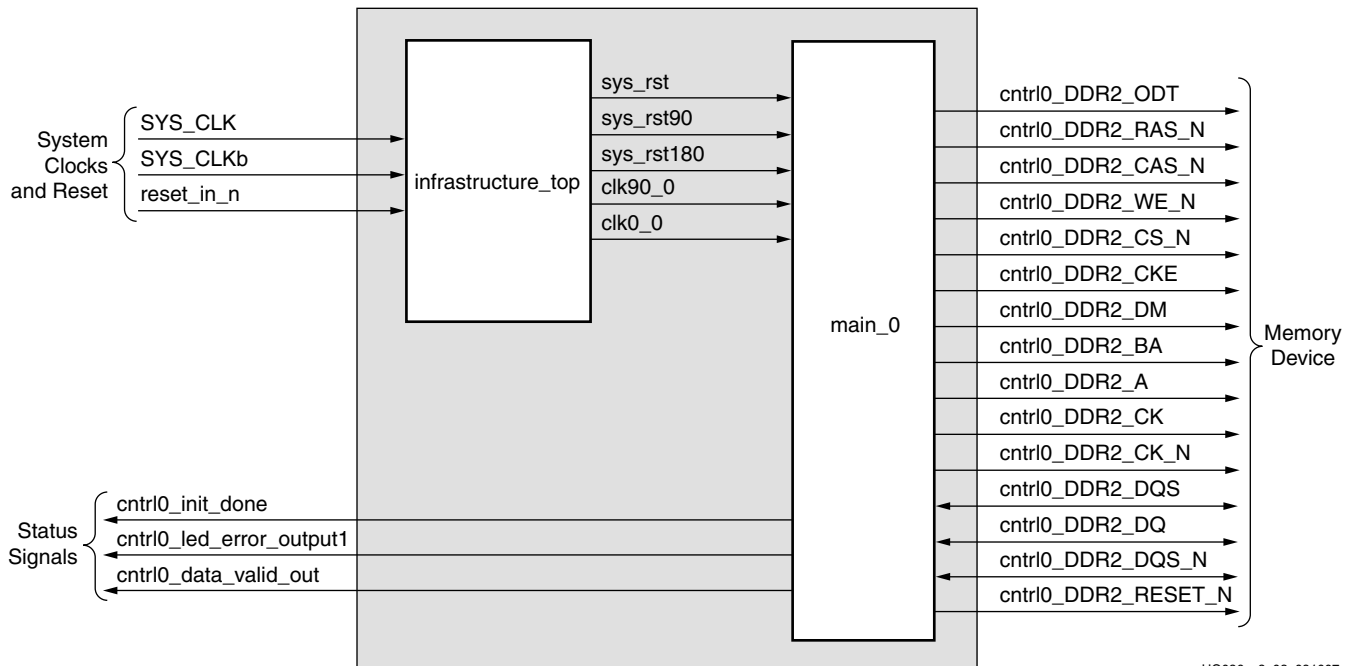 System
Clocks
and Reset
SYS_CLK
SYS_CLKb
reset_in_n
infrastructure_top
sys_rst
sys_rst90
sys_rst180
clk90_0
clk0_0
main_0
cntrl0_DDR2_ODT
cntrl0_DDR2_RAS_N
cntrl0_DDR2_CAS_N
cntrl0_DDR2_WE_N
cntrl0_DDR2_CS_N
cntrl0_DDR2_CKE
cntrl0_DDR2_DM
cntrl0_DDR2_BA
cntrl0_DDR2_A
cntrl0_DDR2_CK
cntrl0_DDR2_CK_N
cntrl0_DDR2_DQS
cntrl0_DDR2_DQ
cntrl0_DDR2_DQS_N
cntrl0_DDR2_RESET_N
Memory
Device
Status
Signals
cntrl0_init_done
cntrl0_led_error_output1
cntrl0_data_valid_out